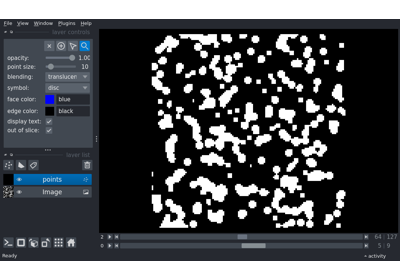 File View Window Plugins Help
layer controls
opacity: 1.00
point size: 10
blending: translucen
symbol: disc
face color: blue
edge color: black
display text:
out of slice:
layer list
points
Image
2 64 127
0 5 9
Ready activity